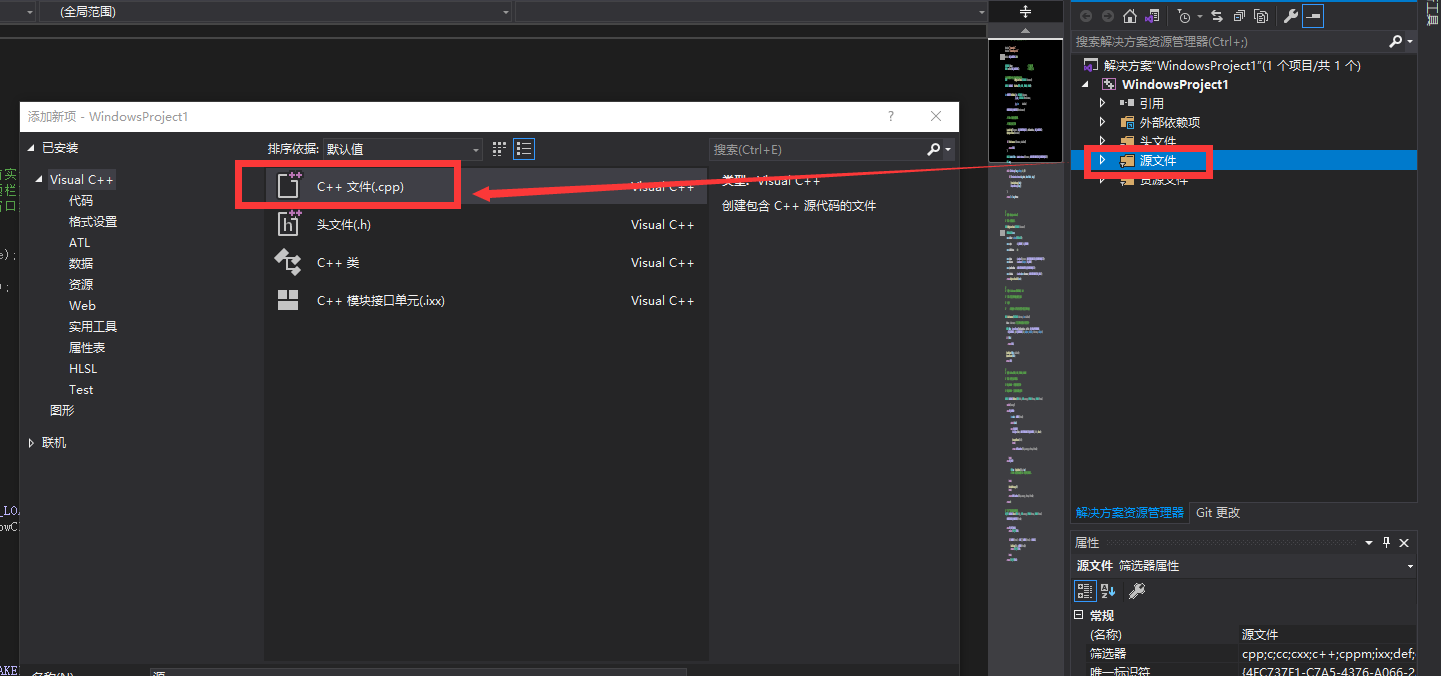 (全局范围)
添加新项 - WindowsProject1
?
已安装
排序依据: 默认值
搜索(Ctrl+E)
Visual C++
代码
格式设置
ATL
数据
资源
Web
实用工具
属性表
HLSL
Test
图形
联机
C++ 文件(.cpp) Visual C++
头文件(.h) Visual C++
C++ 类 Visual C++
C++ 模块接口单元(.ixx) Visual C++
类型: Visual C++
创建包含 C++ 源代码的文件
搜索解决方案资源管理器(Ctrl+;)
解决方案"WindowsProject1"(1 个项目/共 1 个)
WindowsProject1
引用
外部依赖项
头文件
源文件
资源文件
解决方案资源管理器 Git 更改
属性
源文件 筛选器属性
常规
(名称) 源文件
筛选器 cpp;c;cc;cxx;c++;cppm;ixx;def;
唯一标识符 {4FC737F1-C7A5-4376-A066-2
名称(N) 源
工具